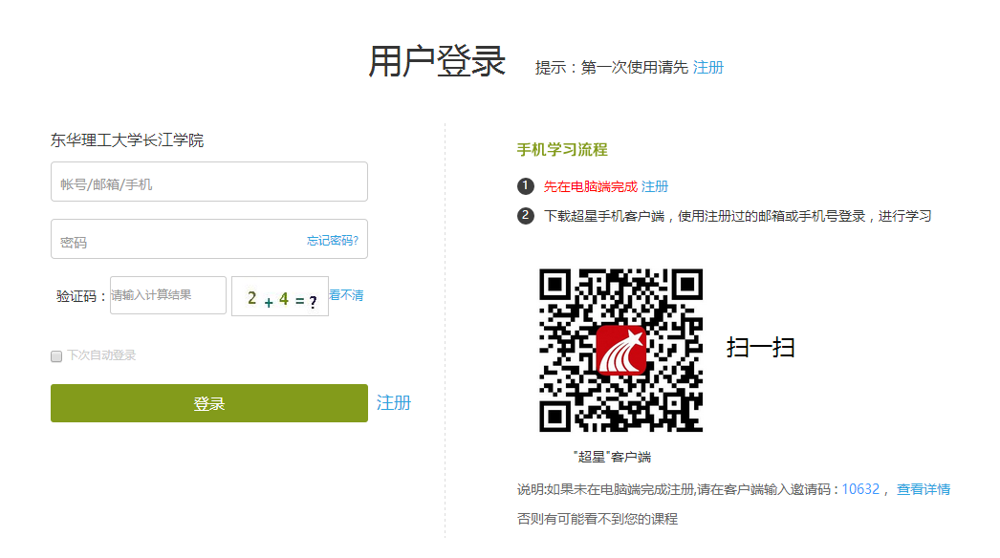 用户登录 提示：第一次使用请先 注册
东华理工大学长江学院
帐号/邮箱/手机
密码 忘记密码?
验证码： 请输入计算结果 2 + 4 = ? 看不清
下次自动登录
登录 注册
手机学习流程
1 先在电脑端完成 注册
2 下载超星手机客户端，使用注册过的邮箱或手机号登录，进行学习
扫一扫
"超星"客户端
说明:如果未在电脑端完成注册,请在客户端输入邀请码：10632 ， 查看详情
否则有可能看不到您的课程